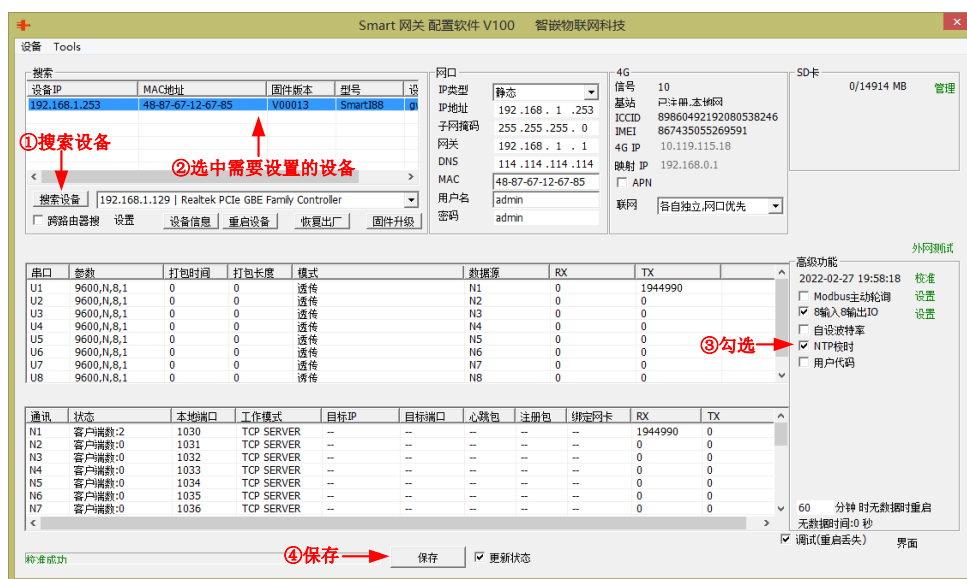 Smart 网关 配置软件 V100 智嵌物联网科技
设备 Tools
搜索
设备IP MAC地址 固件版本 型号 设
192.168.1.253 48-87-67-12-67-85 V00013 SmartI88 gv
①搜索设备
②选中需要设置的设备
搜索设备 192.168.1.129 | Realtek PCIe GBE Family Controller
跨路由器搜 设置 设备信息 重启设备 恢复出厂 固件升级
网口
IP类型 静态
IP地址 192 .168 . 1 .253
子网掩码 255 .255 .255 . 0
网关 192 .168 . 1 . 1
DNS 114 .114 .114 .114
MAC 48-87-67-12-67-85
用户名 admin
密码 admin
4G
信号 10
基站 已注册,本地网
ICCID 89860492192080538246
IMEI 867435055269591
4G IP 10.119.115.18
映射 IP 192.168.0.1
APN
联网 各自独立,网口优先
SD卡
0/14914 MB 管理
外网测试
串口 参数 打包时间 打包长度 模式 数据源 RX TX
U1 9600,N,8,1 0 0 透传 N1 0 1944990
U2 9600,N,8,1 0 0 透传 N2 0 0
U3 9600,N,8,1 0 0 透传 N3 0 0
U4 9600,N,8,1 0 0 透传 N4 0 0
U5 9600,N,8,1 0 0 透传 N5 0 0
U6 9600,N,8,1 0 0 透传 N6 0 0
U7 9600,N,8,1 0 0 透传 N7 0 0
U8 9600,N,8,1 0 0 透传 N8 0 0
高级功能
2022-02-27 19:58:18 校准
Modbus主动轮询 设置
8输入8输出IO 设置
自设波特率
③勾选 NTP校时
用户代码
通讯 状态 本地端口 工作模式 目标IP 目标端口 心跳包 注册包 绑定网卡 RX TX
N1 客户端数:2 1030 TCP SERVER -- -- -- -- -- 1944990 0
N2 客户端数:0 1031 TCP SERVER -- -- -- -- -- 0 0
N3 客户端数:0 1032 TCP SERVER -- -- -- -- -- 0 0
N4 客户端数:0 1033 TCP SERVER -- -- -- -- -- 0 0
N5 客户端数:0 1034 TCP SERVER -- -- -- -- -- 0 0
N6 客户端数:0 1035 TCP SERVER -- -- -- -- -- 0 0
N7 客户端数:0 1036 TCP SERVER -- -- -- -- -- 0 0
60 分钟 时无数据时重启
无数据时间:0 秒
调试(重启丢失) 界面
校准成功 ④保存 保存 更新状态